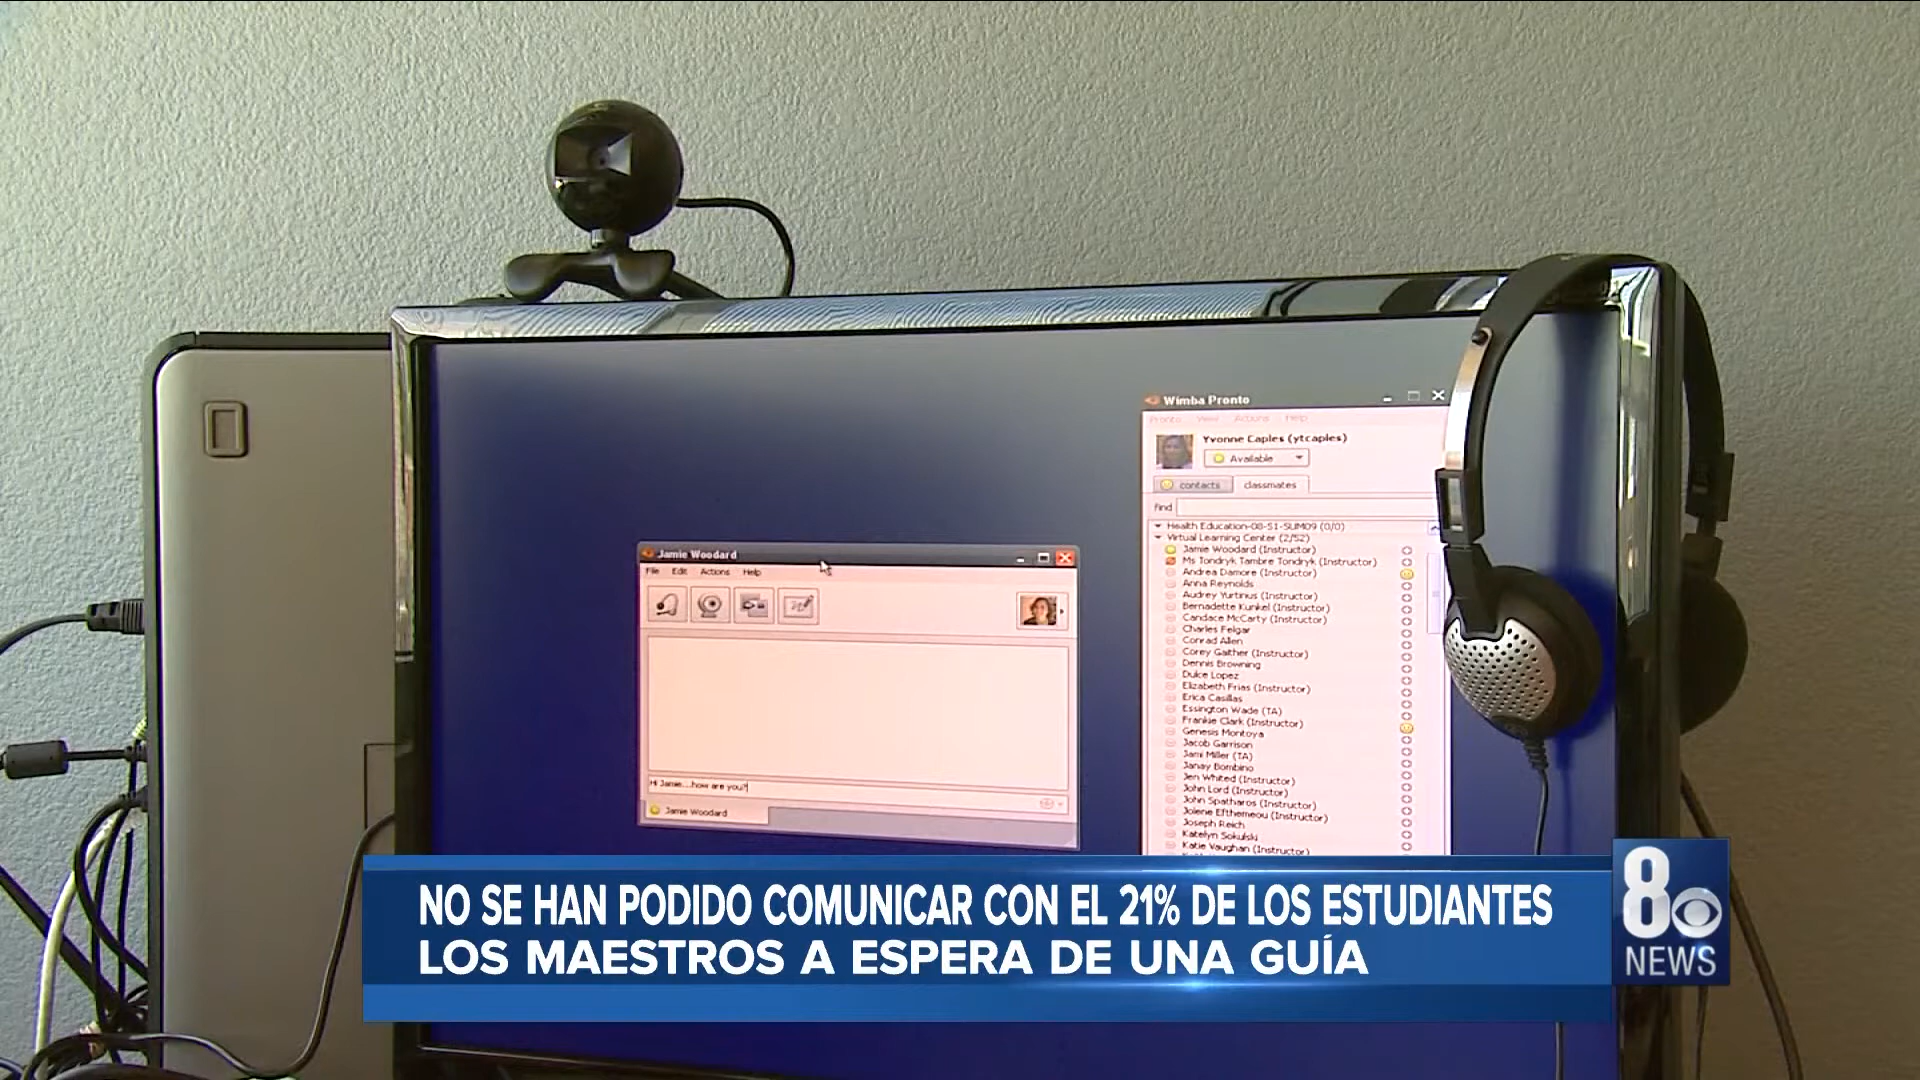 Wimba Pronto
Pronto View Actions Help
Yvonne Caples (ytcaples)
Available
contacts classmates
Find
Health Education-08-S1-SUM09 (0/0)
Virtual Learning Center (2/52)
Jamie Woodard (Instructor)
Ms Tondryk Tambre Tondryk (Instructor)
Andrea Damore (Instructor)
Anna Reynolds
Audrey Yurtinus (Instructor)
Bernadette Kunkel (Instructor)
Candace McCarty (Instructor)
Charles Felgar
Conrad Allen
Corey Gaither (Instructor)
Dennis Browning
Dulce Lopez
Elizabeth Frias (Instructor)
Erica Casillas
Essington Wade (TA)
Frankie Clark (Instructor)
Genesis Montoya
Jacob Garrison
Jami Miller (TA)
Janay Bombino
Jen Whited (Instructor)
John Lord (Instructor)
John Spatharos (Instructor)
Jolene Efthemeou (Instructor)
Joseph Reich
Katelyn Sokulski
Katie Vaughan (Instructor)
Jamie Woodard
File Edit Actions Help
Hi Jamie....how are you?
Jamie Woodard
NO SE HAN PODIDO COMUNICAR CON EL 21% DE LOS ESTUDIANTES
LOS MAESTROS A ESPERA DE UNA GUÍA
8
NEWS